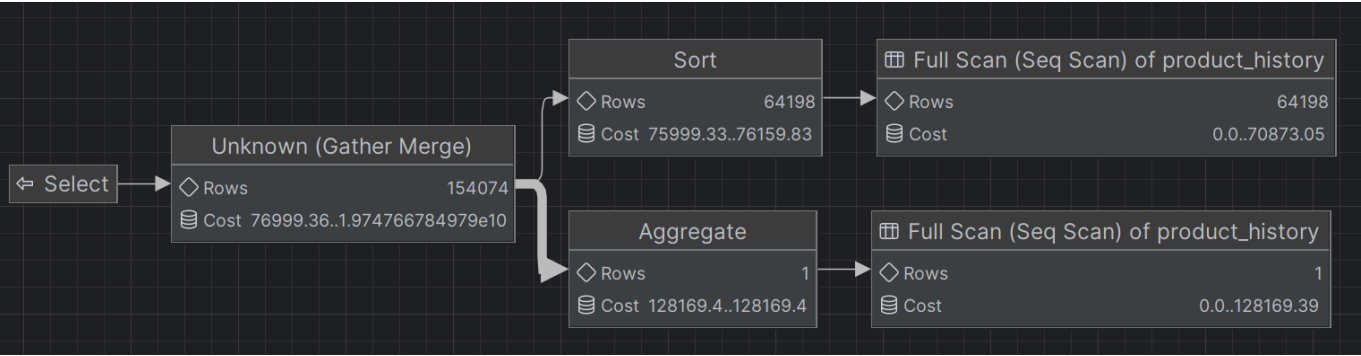 Select
Unknown (Gather Merge)
Rows 154074
Cost 76999.36..1.974766784979e10
Sort
Rows 64198
Cost 75999.33..76159.83
Full Scan (Seq Scan) of product_history
Rows 64198
Cost 0.0..70873.05
Aggregate
Rows 1
Cost 128169.4..128169.4
Full Scan (Seq Scan) of product_history
Rows 1
Cost 0.0..128169.39